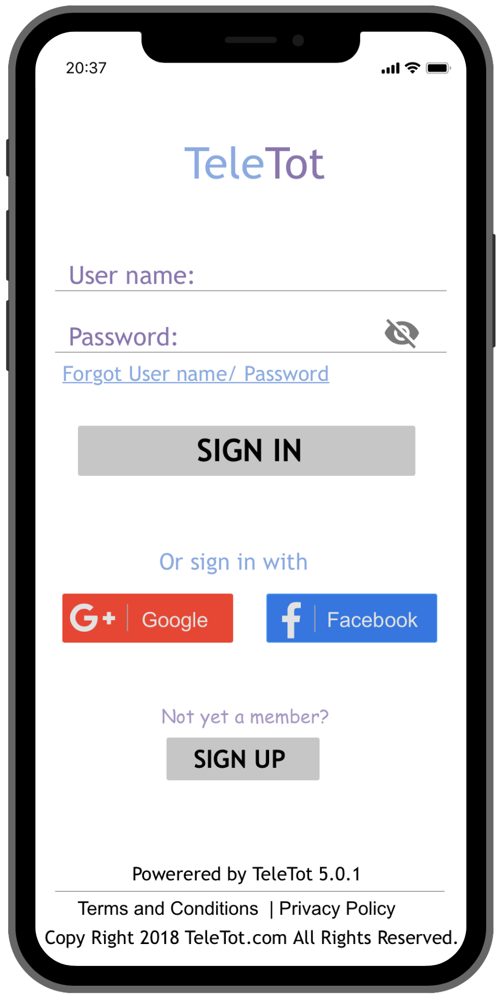 20:37
TeleTot
User name:
Password:
Forgot User name/ Password
SIGN IN
Or sign in with
G+ | Google
f | Facebook
Not yet a member?
SIGN UP
Powerered by TeleTot 5.0.1
Terms and Conditions | Privacy Policy
Copy Right 2018 TeleTot.com All Rights Reserved.